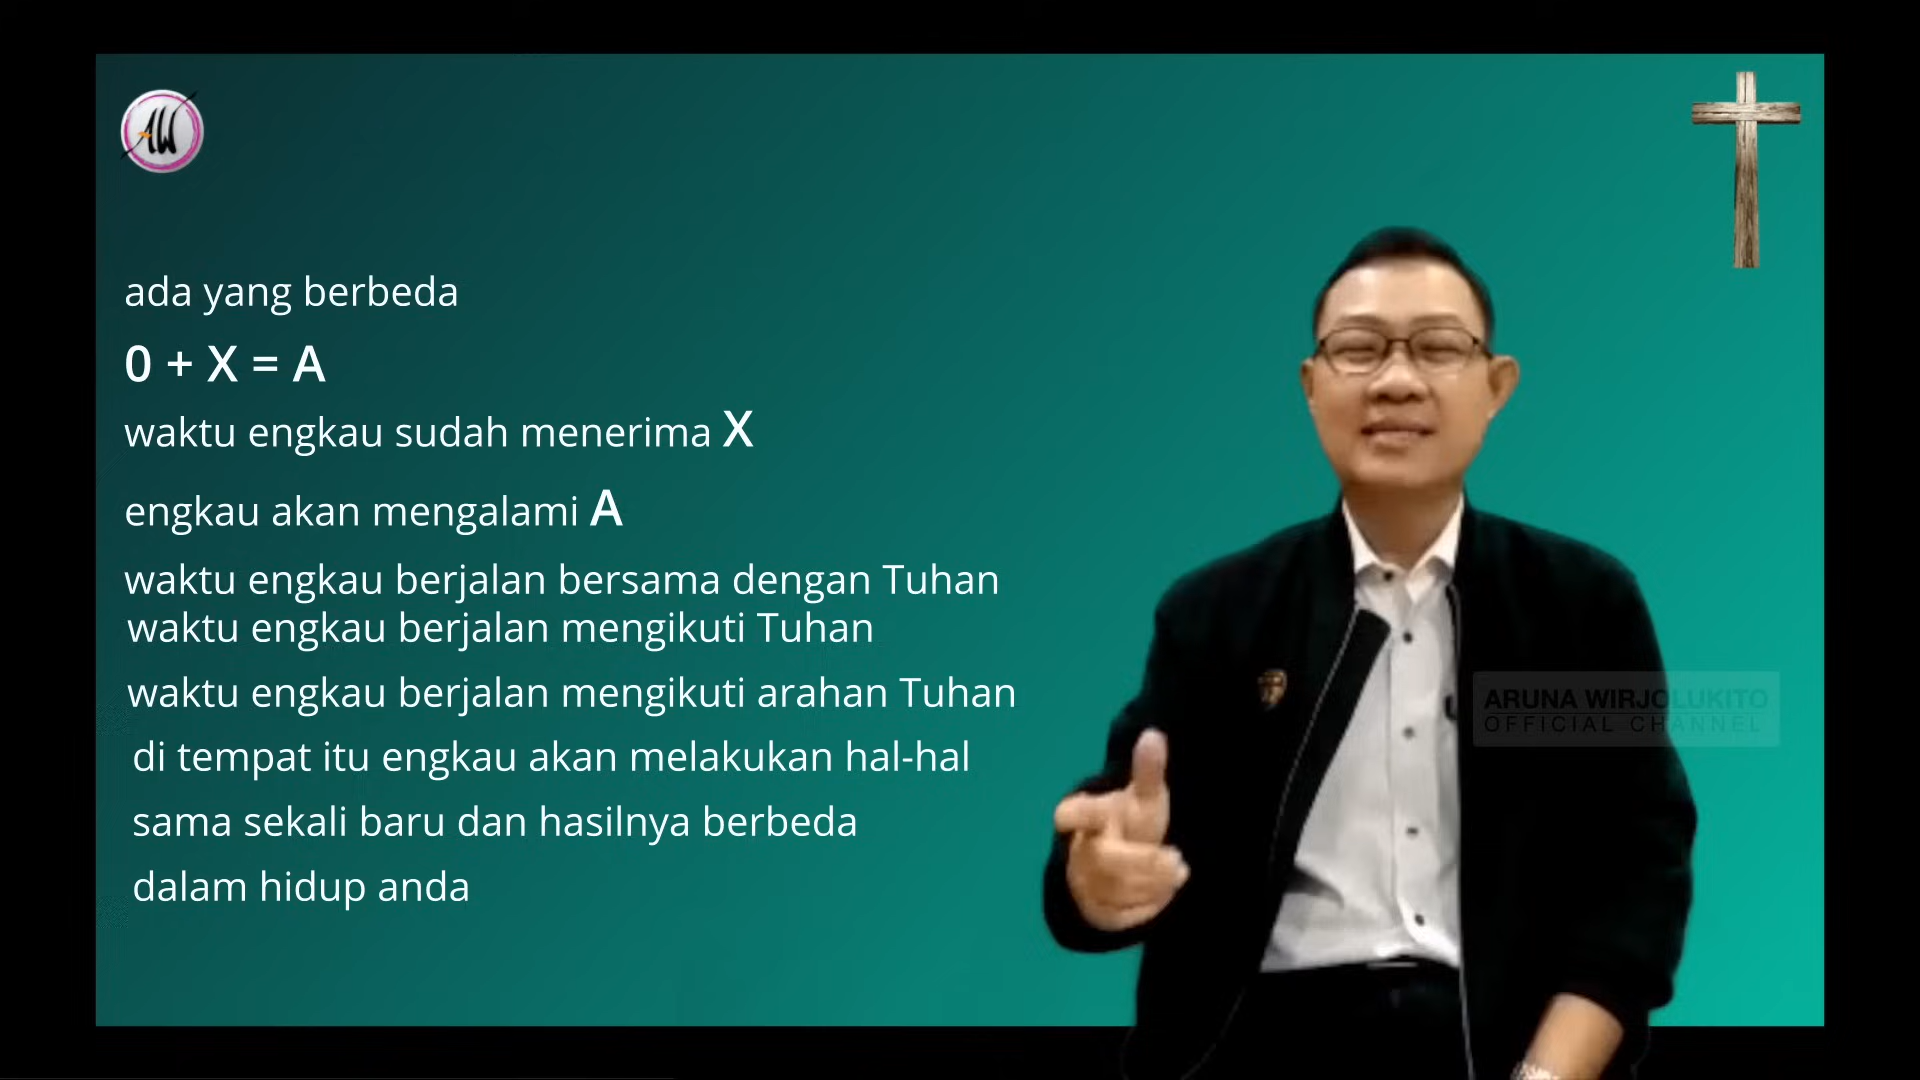 AW
ada yang berbeda
0 + X = A
waktu engkau sudah menerima X
engkau akan mengalami A
waktu engkau berjalan bersama dengan Tuhan
waktu engkau berjalan mengikuti Tuhan
waktu engkau berjalan mengikuti arahan Tuhan
di tempat itu engkau akan melakukan hal-hal
sama sekali baru dan hasilnya berbeda
dalam hidup anda
ARUNA WIRJOLUKITO
OFFICIAL CHANNEL